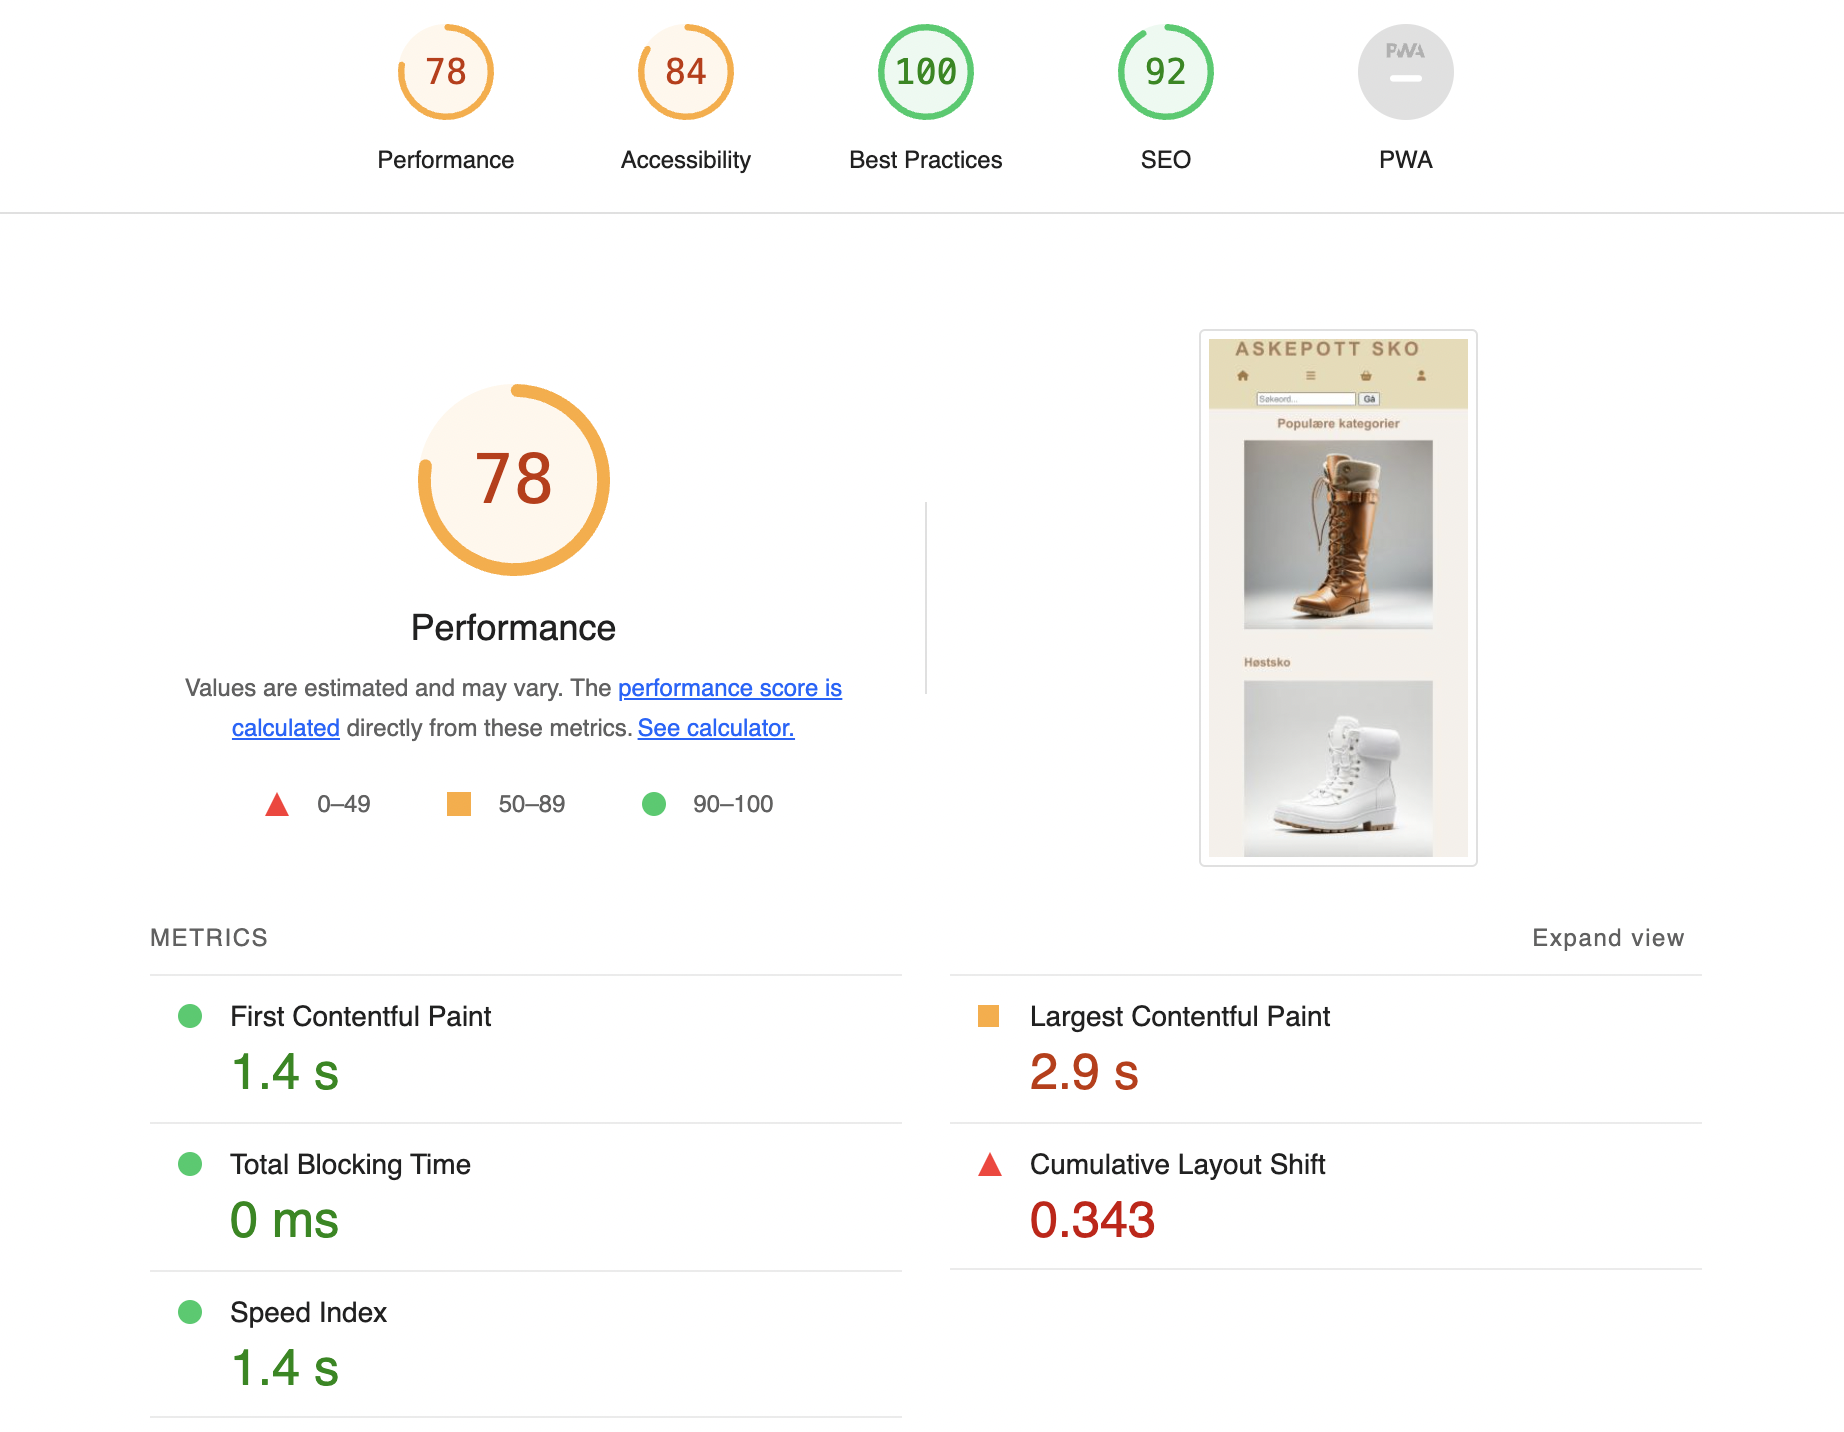 78
84
100
92
PWA
Performance
Accessibility
Best Practices
SEO
PWA
78
Performance
Values are estimated and may vary. The performance score is
calculated directly from these metrics. See calculator.
0–49
50–89
90–100
ASKEPOTT SKO
Søkeord...
Gå
Populære kategorier
Høstsko
METRICS
Expand view
First Contentful Paint
1.4 s
Largest Contentful Paint
2.9 s
Total Blocking Time
0 ms
Cumulative Layout Shift
0.343
Speed Index
1.4 s